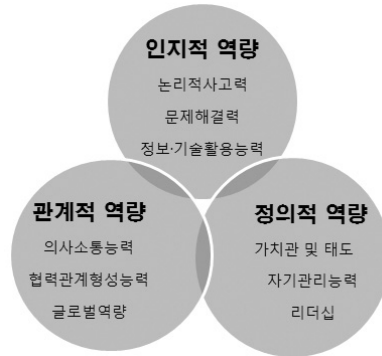 인지적 역량
논리적사고력
문제해결력
정보·기술활용능력
관계적 역량
의사소통능력
협력관계형성능력
글로벌역량
정의적 역량
가치관 및 태도
자기관리능력
리더십